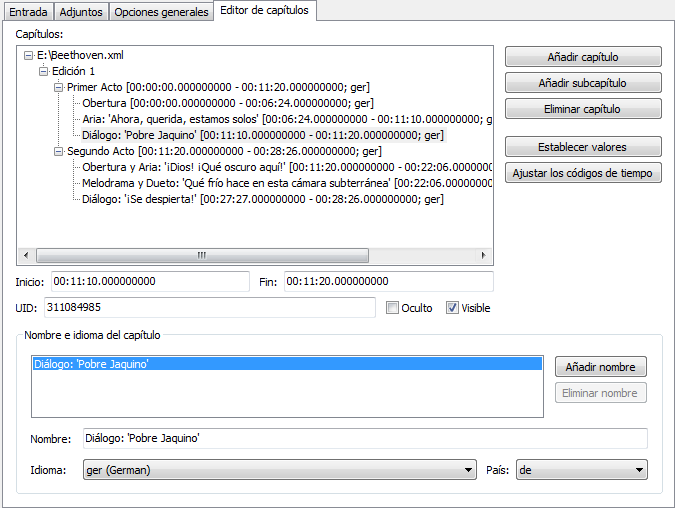 Entrada Adjuntos Opciones generales Editor de capítulos
Capítulos:
E:\Beethoven.xml
Edición 1
Primer Acto [00:00:00.000000000 - 00:11:20.000000000; ger]
Obertura [00:00:00.000000000 - 00:06:24.000000000; ger]
Aria: 'Ahora, querida, estamos solos' [00:06:24.000000000 - 00:11:10.000000000; g
Diálogo: 'Pobre Jaquino' [00:11:10.000000000 - 00:11:20.000000000; ger]
Segundo Acto [00:11:20.000000000 - 00:28:26.000000000; ger]
Obertura y Aria: '¡Dios! ¡Qué oscuro aquí!' [00:11:20.000000000 - 00:22:06.000000
Melodrama y Dueto: 'Qué frío hace en esta cámara subterránea' [00:22:06.000000
Diálogo: '¡Se despierta!' [00:27:27.000000000 - 00:28:26.000000000; ger]
Añadir capítulo
Añadir subcapítulo
Eliminar capítulo
Establecer valores
Ajustar los códigos de tiempo
Inicio: 00:11:10.000000000 Fin: 00:11:20.000000000
UID: 311084985 Oculto Visible
Nombre e idioma del capítulo
Diálogo: 'Pobre Jaquino'
Añadir nombre
Eliminar nombre
Nombre: Diálogo: 'Pobre Jaquino'
Idioma: ger (German) País: de